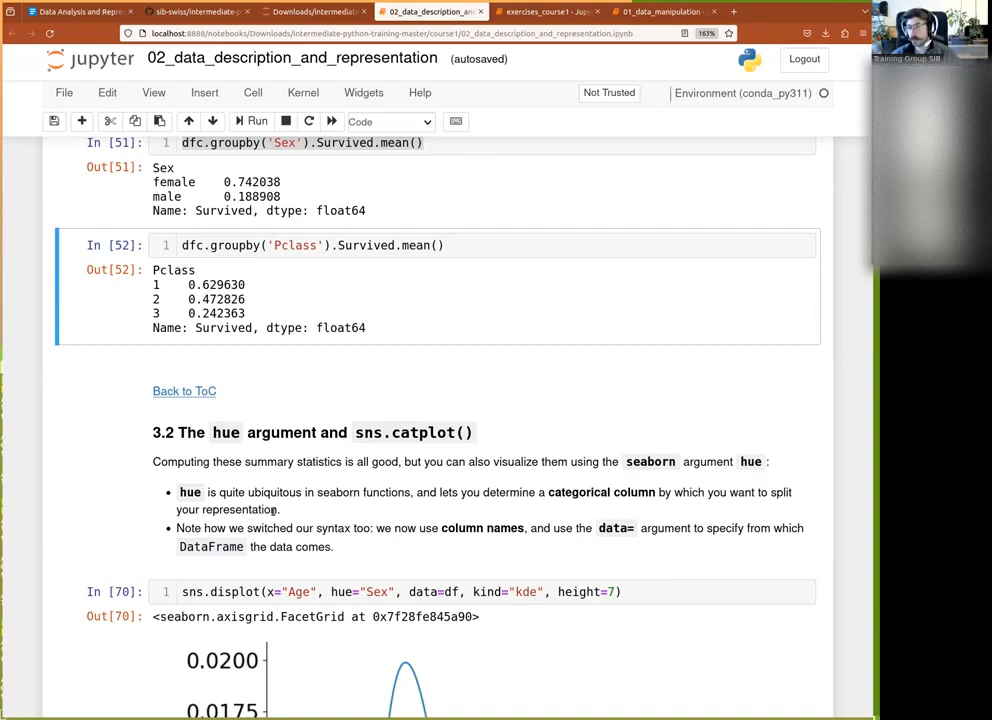 Data Analysis and Repre
sib-swiss/intermediate-p
Downloads/intermediate
02_data_description_and
exercises_course1 - Jupyt
01_data_manipulation - J
localhost:8888/notebooks/Downloads/intermediate-python-training-master/course1/02_data_description_and_representation.ipynb
163%
Training Group SIB
jupyter 02_data_description_and_representation (autosaved)
Logout
File Edit View Insert Cell Kernel Widgets Help
Not Trusted
Environment (conda_py311)
Run
Code
In [51]: 1 dfc.groupby('Sex').Survived.mean()
Out[51]: Sex
female 0.742038
male 0.188908
Name: Survived, dtype: float64
In [52]: 1 dfc.groupby('Pclass').Survived.mean()
Out[52]: Pclass
1 0.629630
2 0.472826
3 0.242363
Name: Survived, dtype: float64
Back to ToC
3.2 The hue argument and sns.catplot()
Computing these summary statistics is all good, but you can also visualize them using the seaborn argument hue :
• hue is quite ubiquitous in seaborn functions, and lets you determine a categorical column by which you want to split
your representation.
• Note how we switched our syntax too: we now use column names, and use the data= argument to specify from which
DataFrame the data comes.
In [70]: 1 sns.displot(x="Age", hue="Sex", data=df, kind="kde", height=7)
Out[70]: <seaborn.axisgrid.FacetGrid at 0x7f28fe845a90>
0.0200
0.0175